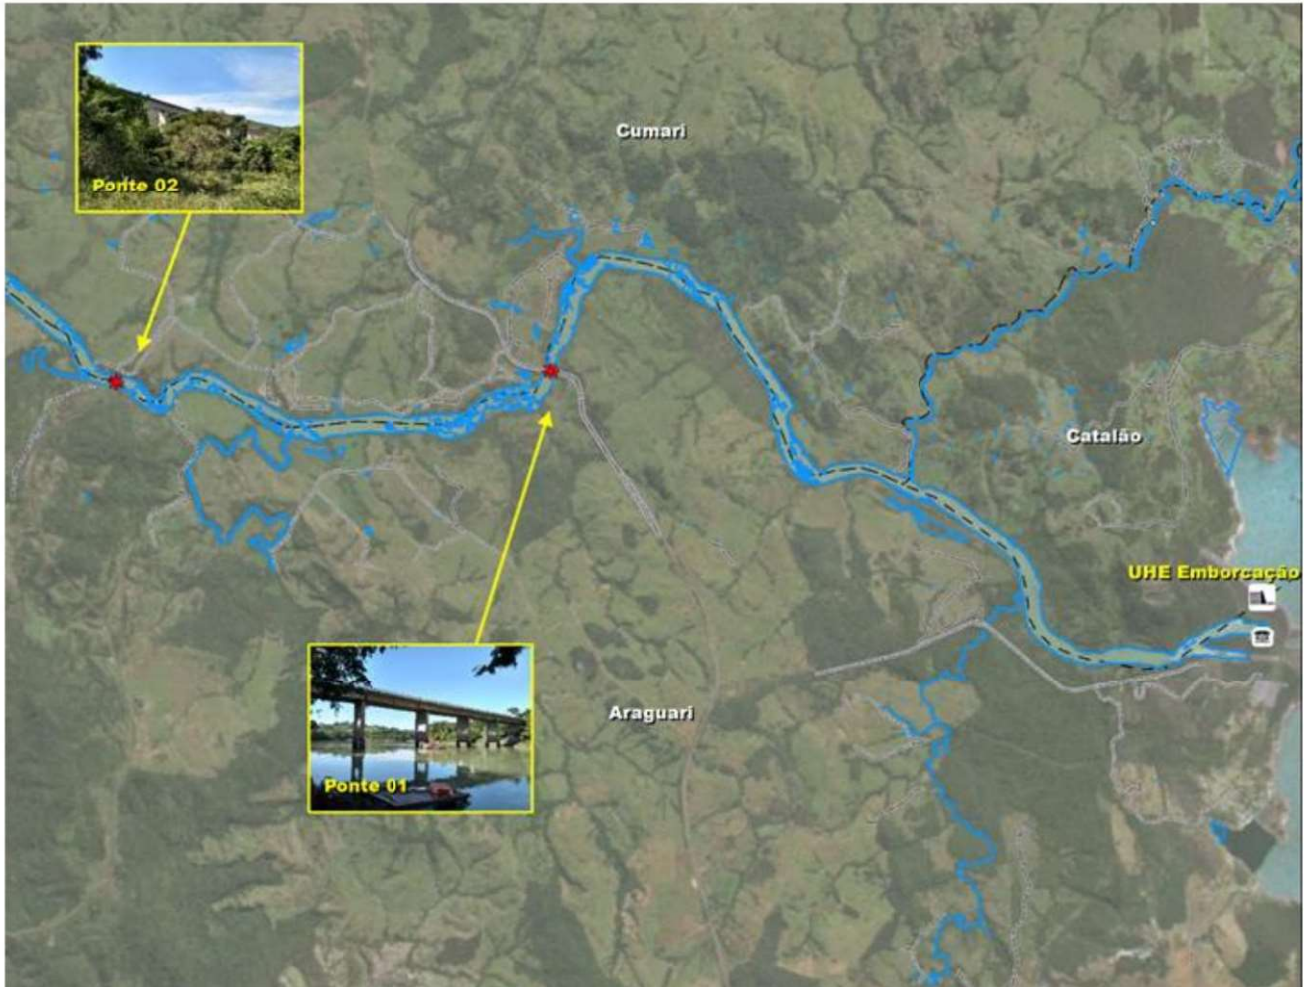 Cumari
Ponte 02
Catalão
UHE Emborcação
Araguari
Ponte 01